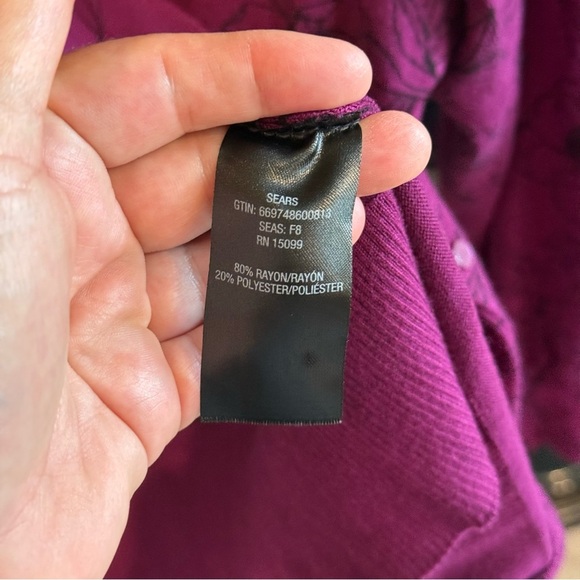 SEARS
GTIN: 669748600813
SEAS: F8
RN 15099
80% RAYON/RAYÓN
20% POLYESTER/POLIÉSTER